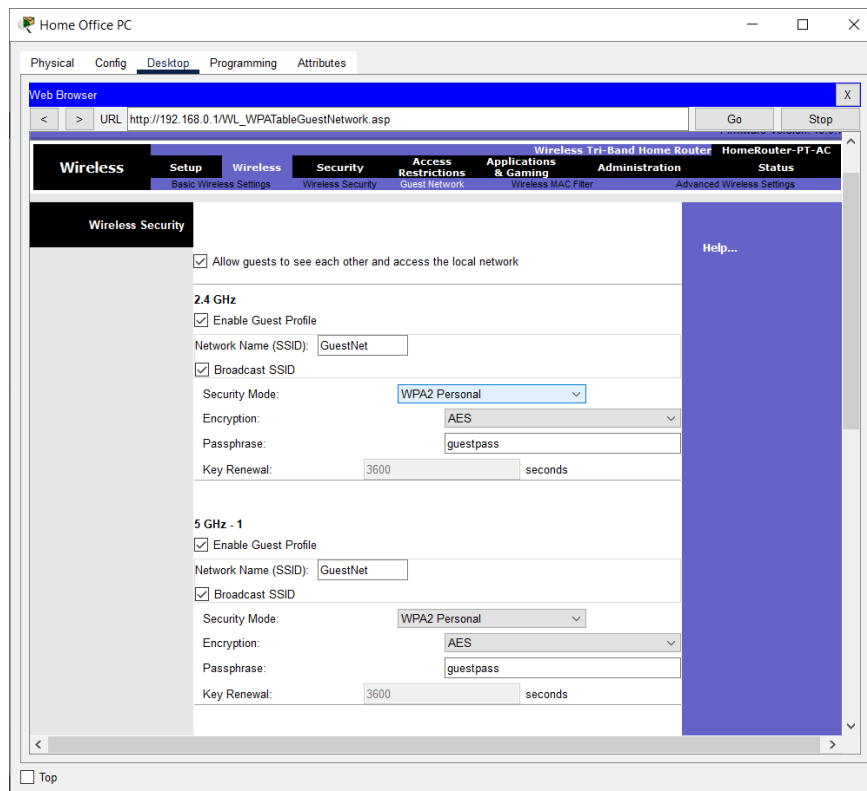 Home Office PC
Physical Config Desktop Programming Attributes
Web Browser X
< > URL http://192.168.0.1/WL_WPATableGuestNetwork.asp Go Stop
Wireless Tri-Band Home Router HomeRouter-PT-AC
Wireless Setup Wireless Security Access Restrictions Applications & Gaming Administration Status
Basic Wireless Settings Wireless Security Guest Network Wireless MAC Filter Advanced Wireless Settings
Wireless Security
Help...
Allow guests to see each other and access the local network
2.4 GHz
Enable Guest Profile
Network Name (SSID): GuestNet
Broadcast SSID
Security Mode: WPA2 Personal
Encryption: AES
Passphrase: guestpass
Key Renewal: 3600 seconds
5 GHz - 1
Enable Guest Profile
Network Name (SSID): GuestNet
Broadcast SSID
Security Mode: WPA2 Personal
Encryption: AES
Passphrase: guestpass
Key Renewal: 3600 seconds
Top